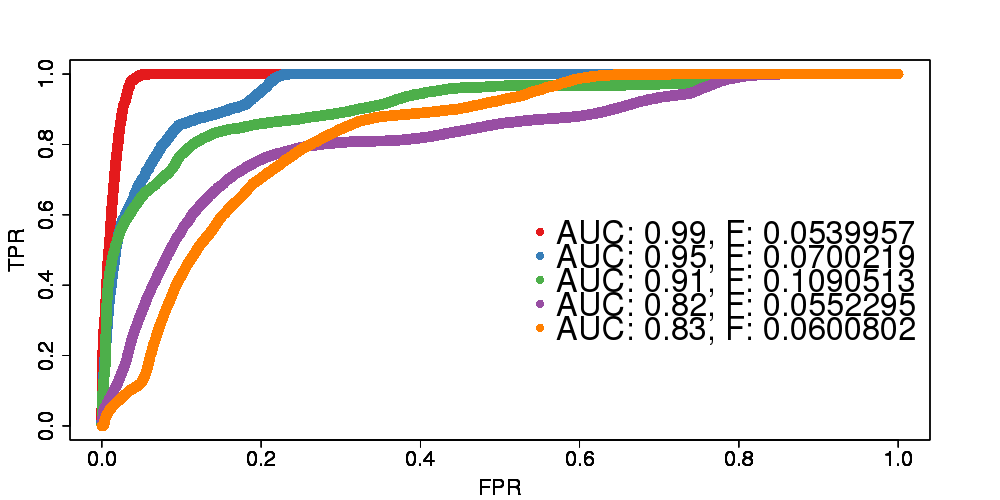 1.0
0.8
0.6
0.4
0.2
0.0
TPR
AUC: 0.99, F: 0.0539957
AUC: 0.95, F: 0.0700219
AUC: 0.91, F: 0.1090513
AUC: 0.82, F: 0.0552295
AUC: 0.83, F: 0.0600802
0.0 0.2 0.4 0.6 0.8 1.0
FPR